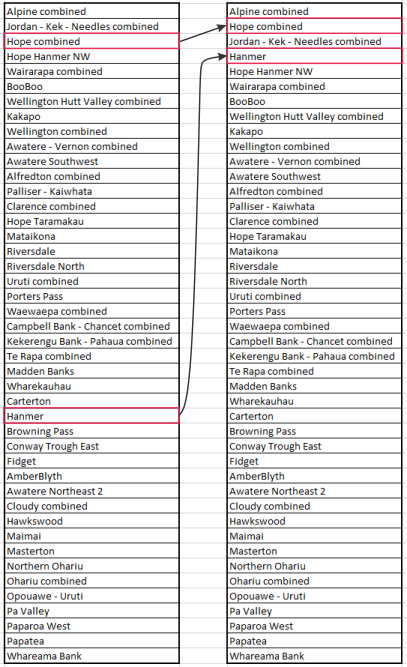 Alpine combined
Jordan - Kek - Needles combined
Hope combined
Hope Hanmer NW
Wairarapa combined
BooBoo
Wellington Hutt Valley combined
Kakapo
Wellington combined
Awatere - Vernon combined
Awatere Southwest
Alfredton combined
Palliser - Kaiwhata
Clarence combined
Hope Taramakau
Mataikona
Riversdale
Riversdale North
Uruti combined
Porters Pass
Waewaepa combined
Campbell Bank - Chancet combined
Kekerengu Bank - Pahaua combined
Te Rapa combined
Madden Banks
Wharekauhau
Carterton
Hanmer
Browning Pass
Conway Trough East
Fidget
AmberBlyth
Awatere Northeast 2
Cloudy combined
Hawkswood
Maimai
Masterton
Northern Ohariu
Ohariu combined
Opouawe - Uruti
Pa Valley
Paparoa West
Papatea
Whareama Bank
Alpine combined
Hope combined
Jordan - Kek - Needles combined
Hanmer
Hope Hanmer NW
Wairarapa combined
BooBoo
Wellington Hutt Valley combined
Kakapo
Wellington combined
Awatere - Vernon combined
Awatere Southwest
Alfredton combined
Palliser - Kaiwhata
Clarence combined
Hope Taramakau
Mataikona
Riversdale
Riversdale North
Uruti combined
Porters Pass
Waewaepa combined
Campbell Bank - Chancet combined
Kekerengu Bank - Pahaua combined
Te Rapa combined
Madden Banks
Wharekauhau
Carterton
Browning Pass
Conway Trough East
Fidget
AmberBlyth
Awatere Northeast 2
Cloudy combined
Hawkswood
Maimai
Masterton
Northern Ohariu
Ohariu combined
Opouawe - Uruti
Pa Valley
Paparoa West
Papatea
Whareama Bank